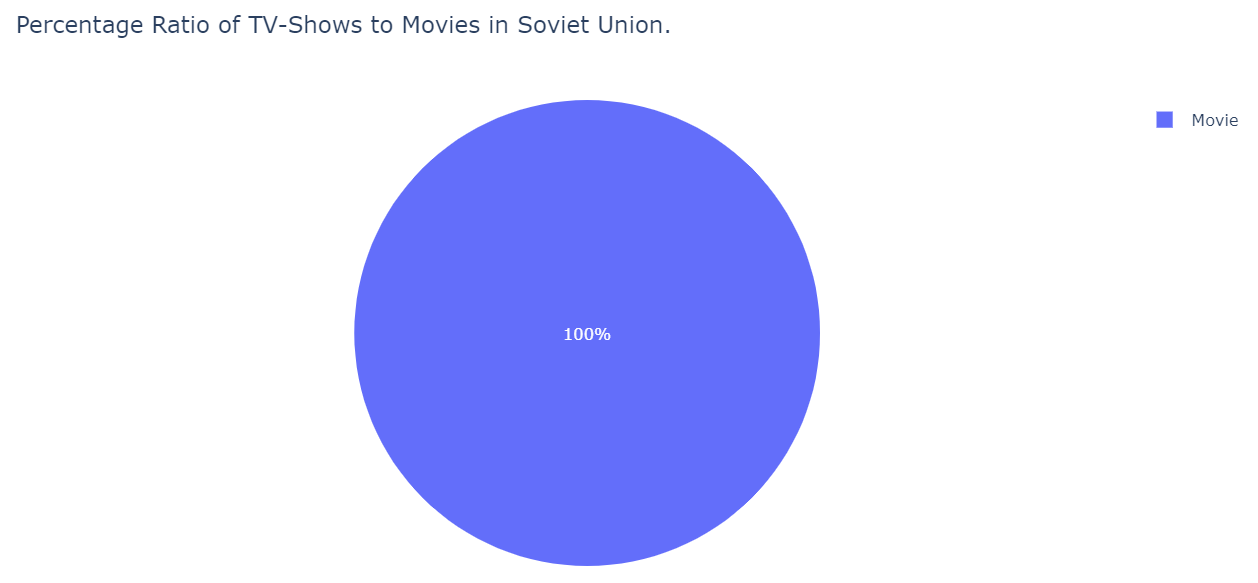 Percentage Ratio of TV-Shows to Movies in Soviet Union.
Movie
100%